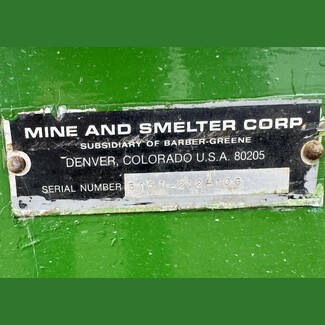 MINE AND SMELTER CORP.
SUBSIDIARY OF BARBER-GREENE
DENVER, COLORADO U.S.A. 80205
SERIAL NUMBER